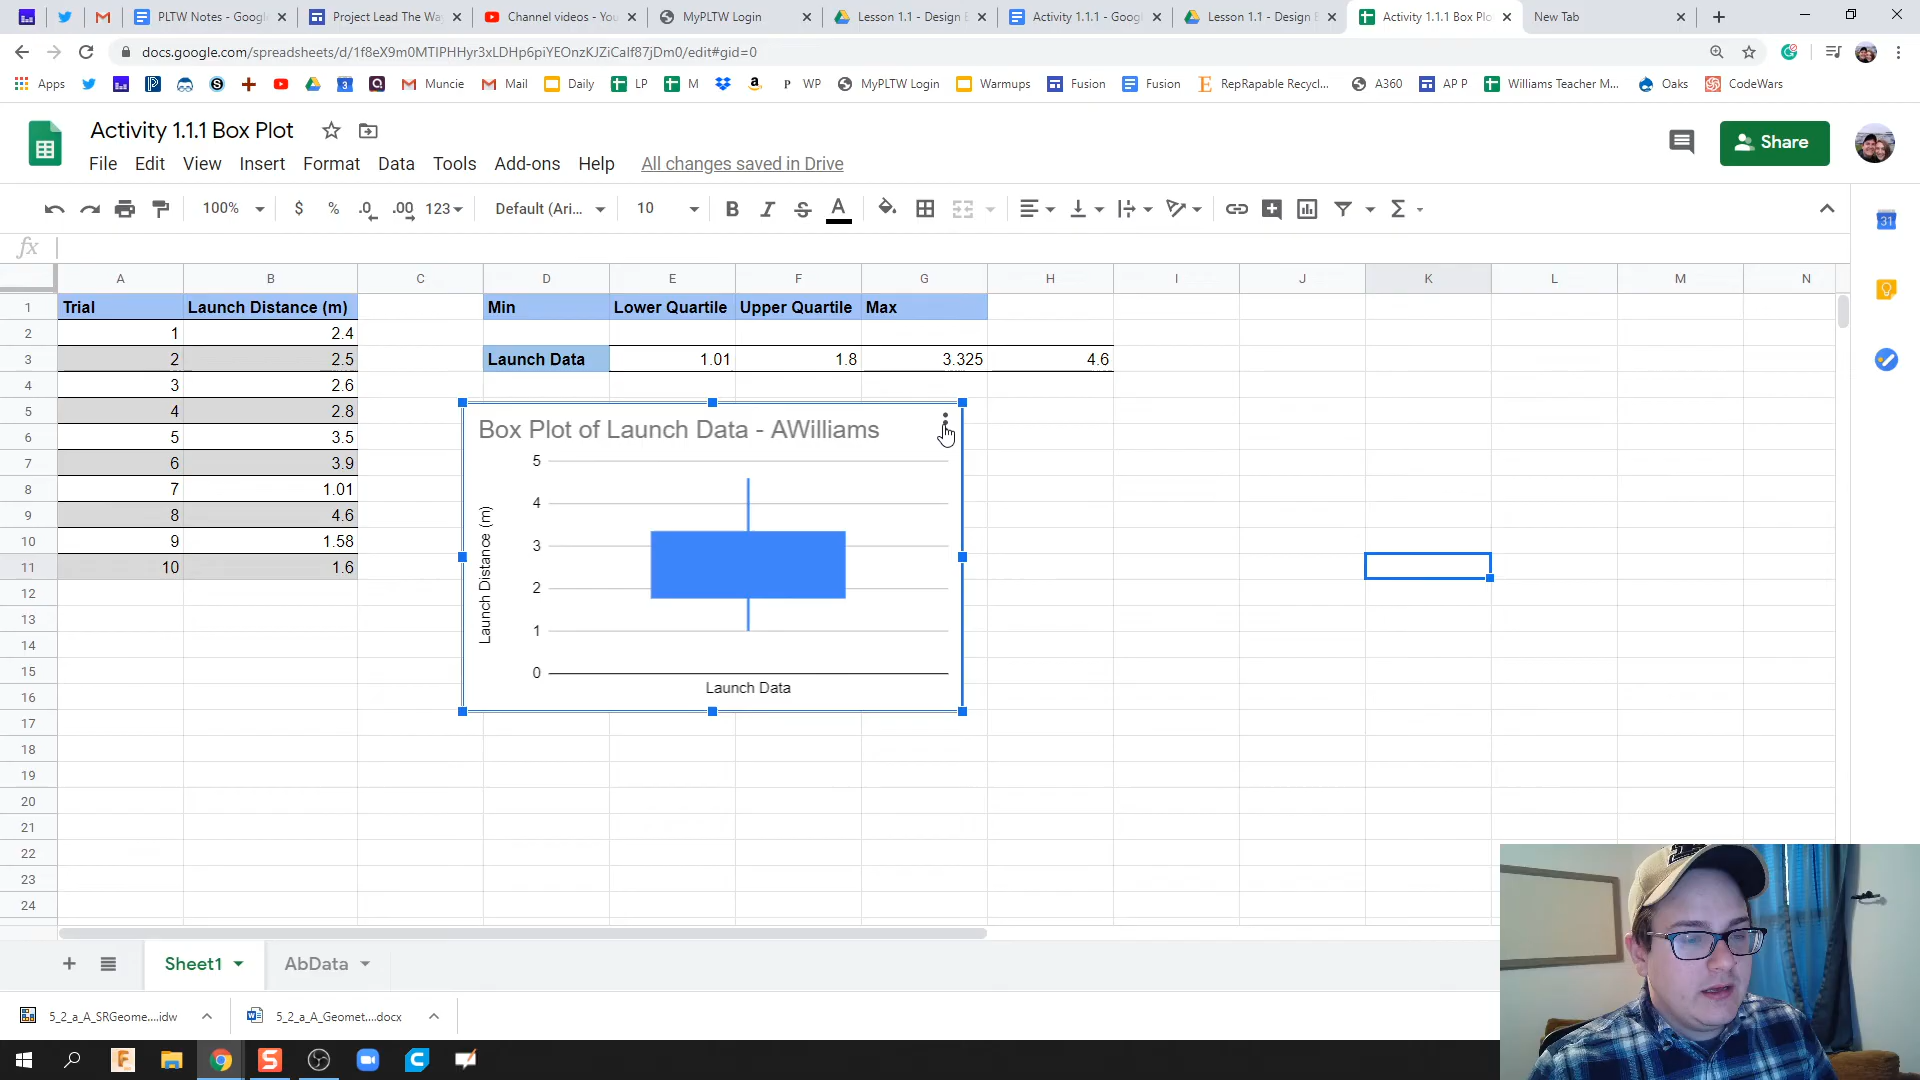 PLTW Notes - Googl
Project Lead The Wa
Channel videos - You
MyPLTW Login
Lesson 1.1 - Design
Activity 1.1.1 - Goog
Lesson 1.1 - Design
Activity 1.1.1 Box Plo
New Tab
docs.google.com/spreadsheets/d/1f8eX9m0MTIPHHyr3xLDHp6piYEOnzKJZiCalf87jDm0/edit#gid=0
Apps
Muncie
Mail
Daily
LP
M
WP
MyPLTW Login
Warmups
Fusion
Fusion
RepRapable Recycl...
A360
AP P
Williams Teacher M...
Oaks
CodeWars
Activity 1.1.1 Box Plot
Share
File Edit View Insert Format Data Tools Add-ons Help All changes saved in Drive
100% $ % .0 .00 123 Default (Ari... 10 B I S A
31
fx
A B C D E F G H I J K L M N
1 Trial Launch Distance (m) Min Lower Quartile Upper Quartile Max
2 1 2.4
3 2 2.5 Launch Data 1.01 1.8 3.325 4.6
4 3 2.6
5 4 2.8
6 5 3.5
7 6 3.9
8 7 1.01
9 8 4.6
10 9 1.58
11 10 1.6
12
13
14
15
16
17
18
19
20
21
22
23
24
Box Plot of Launch Data - AWilliams
5
4
3
2
1
0
Launch Distance (m)
Launch Data
Sheet1
AbData
5_2_a_A_SRGeome....idw
5_2_a_A_Geomet....docx